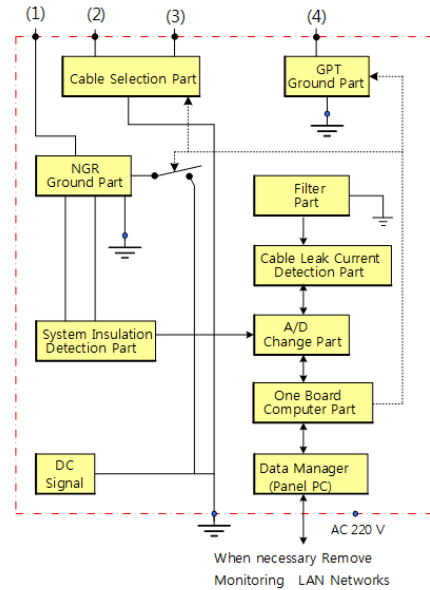 (1)
(2)
(3)
(4)
Cable Selection Part
GPT
Ground Part
NGR
Ground Part
Filter
Part
Cable Leak Current
Detection Part
System Insulation
Detection Part
A/D
Change Part
One Board
Computer Part
DC
Signal
Data Manager
(Panel PC)
AC 220 V
When necessary Remove
Monitoring LAN Networks